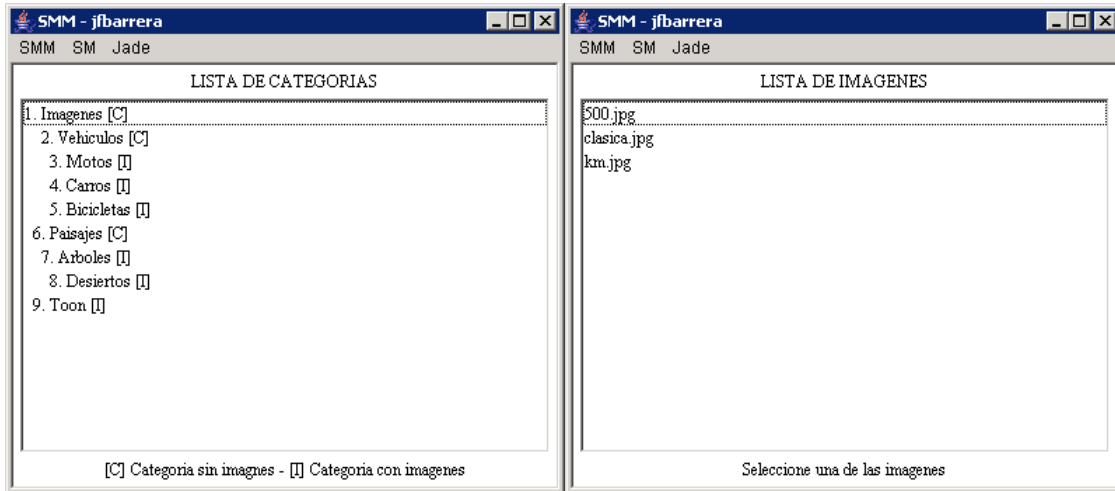 SMM - jfbarrera
SMM SM Jade
LISTA DE CATEGORIAS
1. Imagenes [C]
2. Vehiculos [C]
3. Motos [I]
4. Carros [I]
5. Bicicletas [I]
6. Paisajes [C]
7. Arboles [I]
8. Desiertos [I]
9. Toon [I]
[C] Categoria sin imagnes - [I] Categoria con imagenes
SMM - jfbarrera
SMM SM Jade
LISTA DE IMAGENES
500.jpg
clasica.jpg
km.jpg
Seleccione una de las imagenes